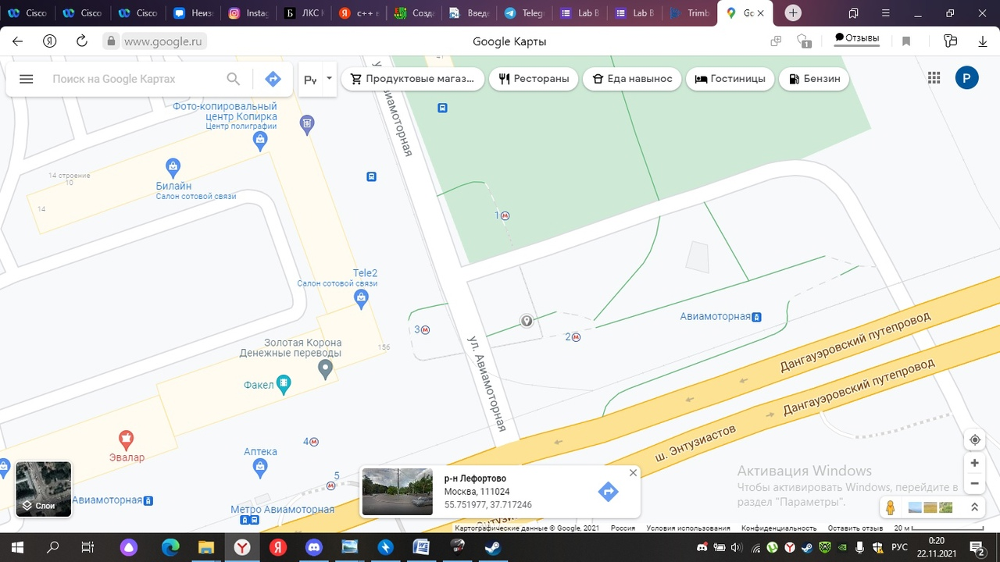 Cisco
Cisco
Cisco
Неизг
Instag
ЛКС І
с++ в
Созда
Введе
Telegr
Lab B
Lab B
Trimb
Go
www.google.ru
Google Карты
1
Отзывы
Поиск на Google Картах
Продуктовые магаз...
Рестораны
Еда навынос
Гостиницы
Бензин
P
Фото-копировальный
центр Копирка
Центр полиграфии
ул. Авиамоторная
14 строение
10
Билайн
Салон сотовой связи
14
1
Tele2
Салон сотовой связи
3
2
Авиамоторная
156
Золотая Корона
Денежные переводы
Факел
ул. Авиамоторная
Дангауэровский путепровод
Дангауэровский путепровод
ш. Энтузиастов
Эвалар
4
Аптека
5
Авиамоторная
Метро Авиамоторная
Слои
р-н Лефортово
Москва, 111024
55.751977, 37.717246
Активация Windows
Чтобы активировать Windows, перейдите в
раздел "Параметры".
Картографические данные © Google, 2021
Россия
Условия использования
Конфиденциальность
Оставить отзыв
20 м
РУС
0:20
22.11.2021
2